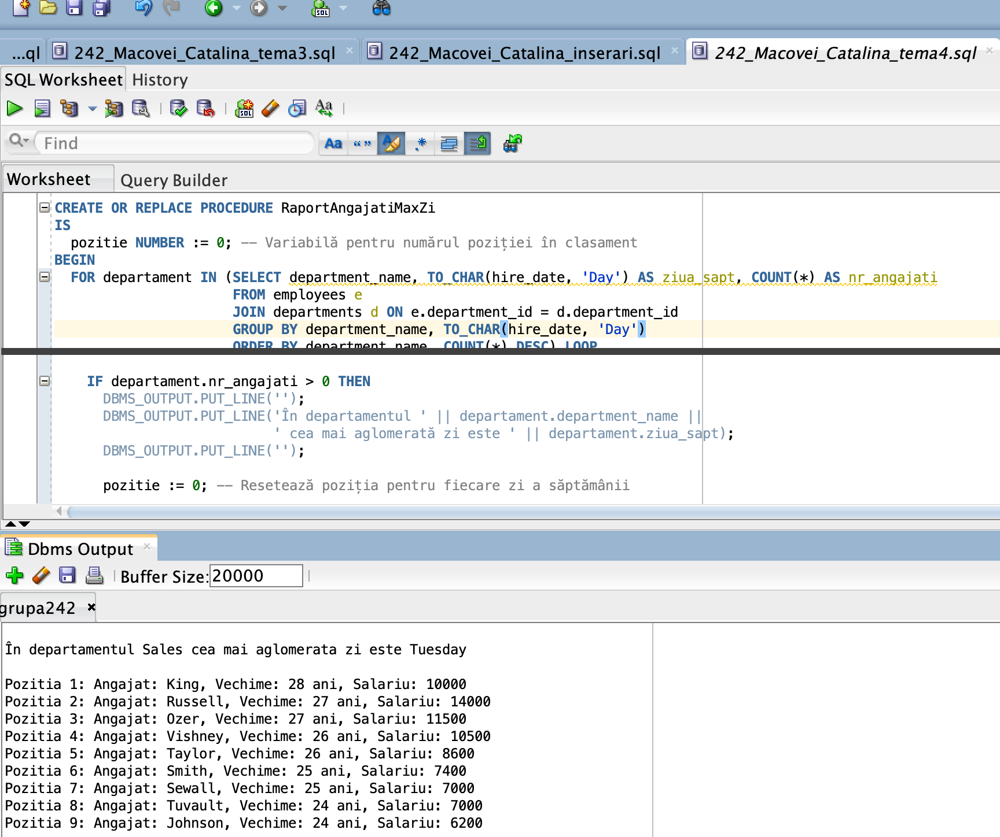 ...ql 242_Macovei_Catalina_tema3.sql 242_Macovei_Catalina_inserari.sql 242_Macovei_Catalina_tema4.sql
SQL Worksheet History
Find
Worksheet Query Builder
CREATE OR REPLACE PROCEDURE RaportAngajatiMaxZi
IS
pozitie NUMBER := 0; -- Variabilă pentru numărul poziției în clasament
BEGIN
FOR departament IN (SELECT department_name, TO_CHAR(hire_date, 'Day') AS ziua_sapt, COUNT(*) AS nr_angajati
FROM employees e
JOIN departments d ON e.department_id = d.department_id
GROUP BY department_name, TO_CHAR(hire_date, 'Day')
ORDER BY department_name, COUNT(*) DESC) LOOP
IF departament.nr_angajati > 0 THEN
DBMS_OUTPUT.PUT_LINE('');
DBMS_OUTPUT.PUT_LINE('În departamentul ' || departament.department_name ||
' cea mai aglomerată zi este ' || departament.ziua_sapt);
DBMS_OUTPUT.PUT_LINE('');
pozitie := 0; -- Resetează poziția pentru fiecare zi a săptămânii
Dbms Output
Buffer Size: 20000
grupa242
În departamentul Sales cea mai aglomerata zi este Tuesday
Pozitia 1: Angajat: King, Vechime: 28 ani, Salariu: 10000
Pozitia 2: Angajat: Russell, Vechime: 27 ani, Salariu: 14000
Pozitia 3: Angajat: Ozer, Vechime: 27 ani, Salariu: 11500
Pozitia 4: Angajat: Vishney, Vechime: 26 ani, Salariu: 10500
Pozitia 5: Angajat: Taylor, Vechime: 26 ani, Salariu: 8600
Pozitia 6: Angajat: Smith, Vechime: 25 ani, Salariu: 7400
Pozitia 7: Angajat: Sewall, Vechime: 25 ani, Salariu: 7000
Pozitia 8: Angajat: Tuvault, Vechime: 24 ani, Salariu: 7000
Pozitia 9: Angajat: Johnson, Vechime: 24 ani, Salariu: 6200